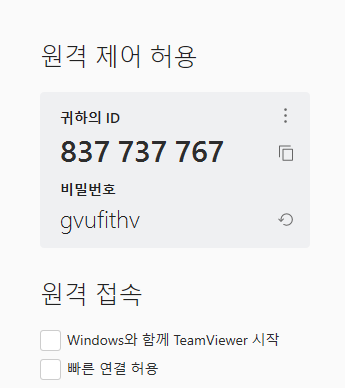 원격 제어 허용
귀하의 ID
837 737 767
비밀번호
gvufithv
원격 접속
Windows와 함께 TeamViewer 시작
빠른 연결 허용